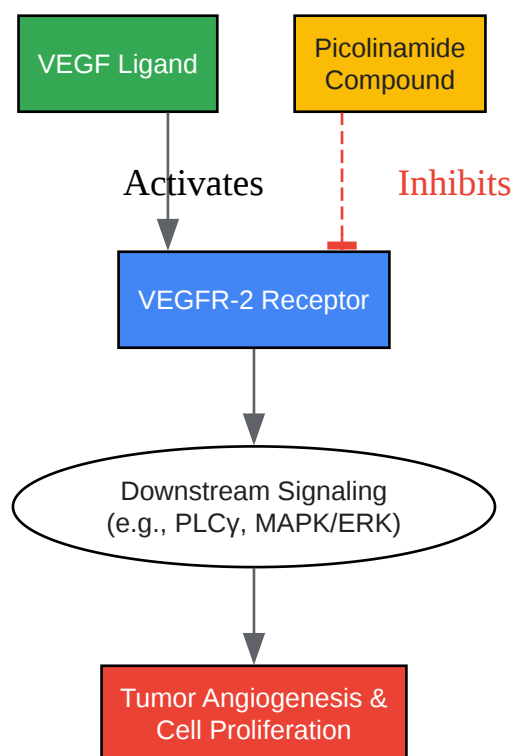 VEGF Ligand
Picolinamide
Compound
Activates
Inhibits
VEGFR-2 Receptor
Downstream Signaling
(e.g., PLCγ, MAPK/ERK)
Tumor Angiogenesis &
Cell Proliferation